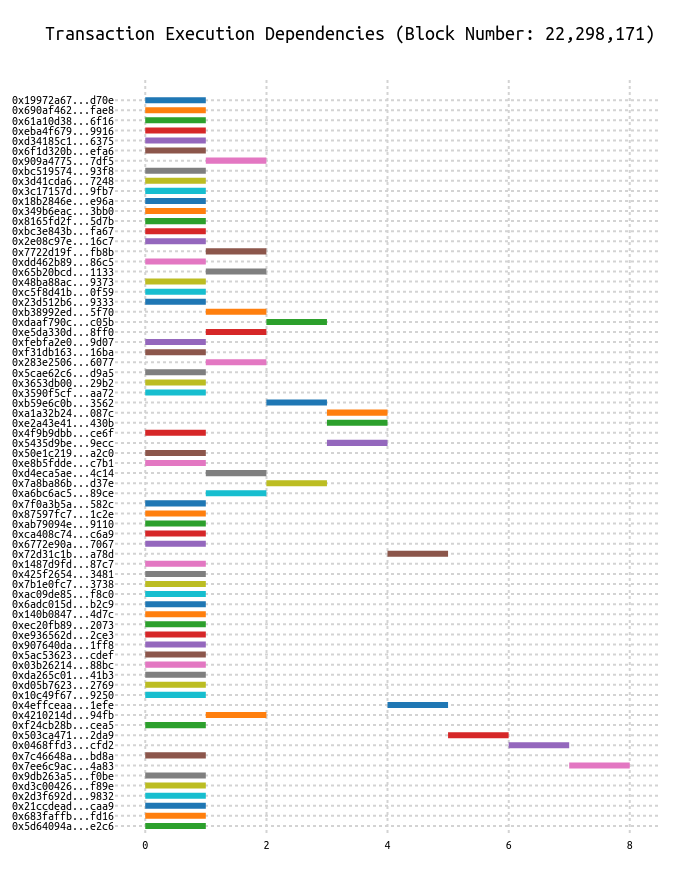 Transaction Execution Dependencies (Block Number: 22,298,171)
0x19972a67...d70e
0x690af462...fae8
0x61a10d38...6f16
0xeba4f679...9916
0xd34185c1...6375
0x6f1d320b...efa6
0x909a4775...7df5
0xbc519574...93f8
0x3d41cda6...7248
0x3c17157d...9fb7
0x18b2846e...e96a
0x349b6eac...3bb0
0x8165fd2f...5d7b
0xbc3e843b...fa67
0x2e08c97e...16c7
0x7722d19f...fb8b
0xdd462b89...86c5
0x65b20bcd...1133
0x48ba88ac...9373
0xc5f8d41b...0f59
0x23d512b6...9333
0xb38992ed...5f70
0xdaaf790c...c05b
0xe5da330d...8ff0
0xfebfa2e0...9d07
0xf31db163...16ba
0x283e2506...6077
0x5cae62c6...d9a5
0x3653db00...29b2
0x3590f5cf...aa72
0xb59e6c0b...3562
0xa1a32b24...087c
0xe2a43e41...430b
0x4f9b9dbb...ce6f
0x5435d9be...9ecc
0x50e1c219...a2c0
0xe8b5fdde...c7b1
0xd4eca5ae...4c14
0x7a8ba86b...d37e
0xa6bc6ac5...89ce
0x7f0a3b5a...582c
0x87597fc7...1c2e
0xab79094e...9110
0xca408c74...c6a9
0x6772e90a...7067
0x72d31c1b...a78d
0x1487d9fd...87c7
0x425f2654...3481
0x7b1e0fc7...3738
0xac09de85...f8c0
0x6adc015d...b2c9
0x140b0847...4d7c
0xec20fb89...2073
0xe936562d...2ce3
0x907640da...1ff8
0x5ac53623...cdef
0x03b26214...88bc
0xda265c01...41b3
0xd05b7623...2769
0x10c49f67...9250
0x4effceaa...1efe
0x4210214d...94fb
0xf24cb28b...cea5
0x503ca471...2da9
0x0468ffd3...cfd2
0x7c46648a...bd8a
0x7ee6c9ac...4a83
0x9db263a5...f0be
0xd3c00426...f89e
0x2d3f692d...9832
0x21ccdead...caa9
0x683faffb...fd16
0x5d64094a...e2c6
0 2 4 6 8